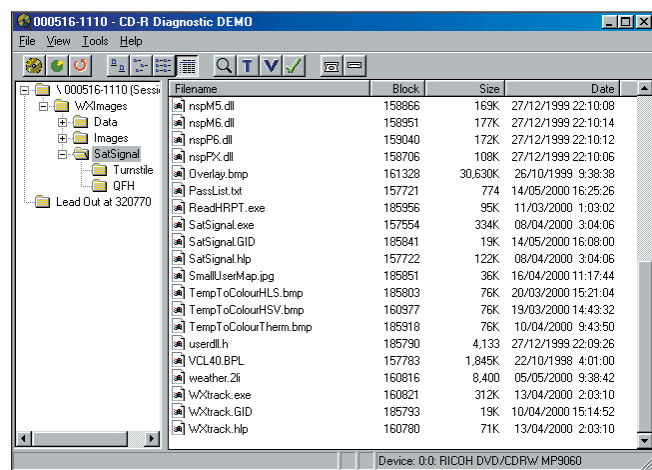 000516-1110 - CD-R Diagnostic DEMO
File View Tools Help
T V
\ 000516-1110 (Sessi
WXImages
Data
Images
SatSignal
Turnstile
QFH
Lead Out at 320770
Filename Block Size Date
nspM5.dll 158866 169K 27/12/1999 22:10:08
nspM6.dll 158951 177K 27/12/1999 22:10:14
nspP6.dll 159040 172K 27/12/1999 22:10:12
nspPX.dll 158706 108K 27/12/1999 22:10:06
Overlay.bmp 161328 30,630K 26/10/1999 9:38:38
PassList.txt 157721 774 14/05/2000 16:25:26
ReadHRPT.exe 185956 95K 11/03/2000 1:03:02
SatSignal.exe 157554 334K 08/04/2000 3:04:06
SatSignal.GID 185841 19K 14/05/2000 16:08:00
SatSignal.hlp 157722 122K 08/04/2000 3:04:06
SmallUserMap.jpg 185851 36K 16/04/2000 11:17:44
TempToColourHLS.bmp 185803 76K 20/03/2000 15:21:04
TempToColourHSV.bmp 160977 76K 19/03/2000 14:43:32
TempToColourTherm.bmp 185918 76K 10/04/2000 9:43:50
userdll.h 185790 4,133 27/12/1999 22:09:26
VCL40.BPL 157783 1,845K 22/10/1998 4:01:00
weather.2li 160816 8,400 05/05/2000 9:38:42
WXtrack.exe 160821 312K 13/04/2000 2:03:10
WXtrack.GID 185793 19K 10/04/2000 15:14:52
WXtrack.hlp 160780 71K 13/04/2000 2:03:10
Device: 0:0: RICOH DVD/CDRW MP9060